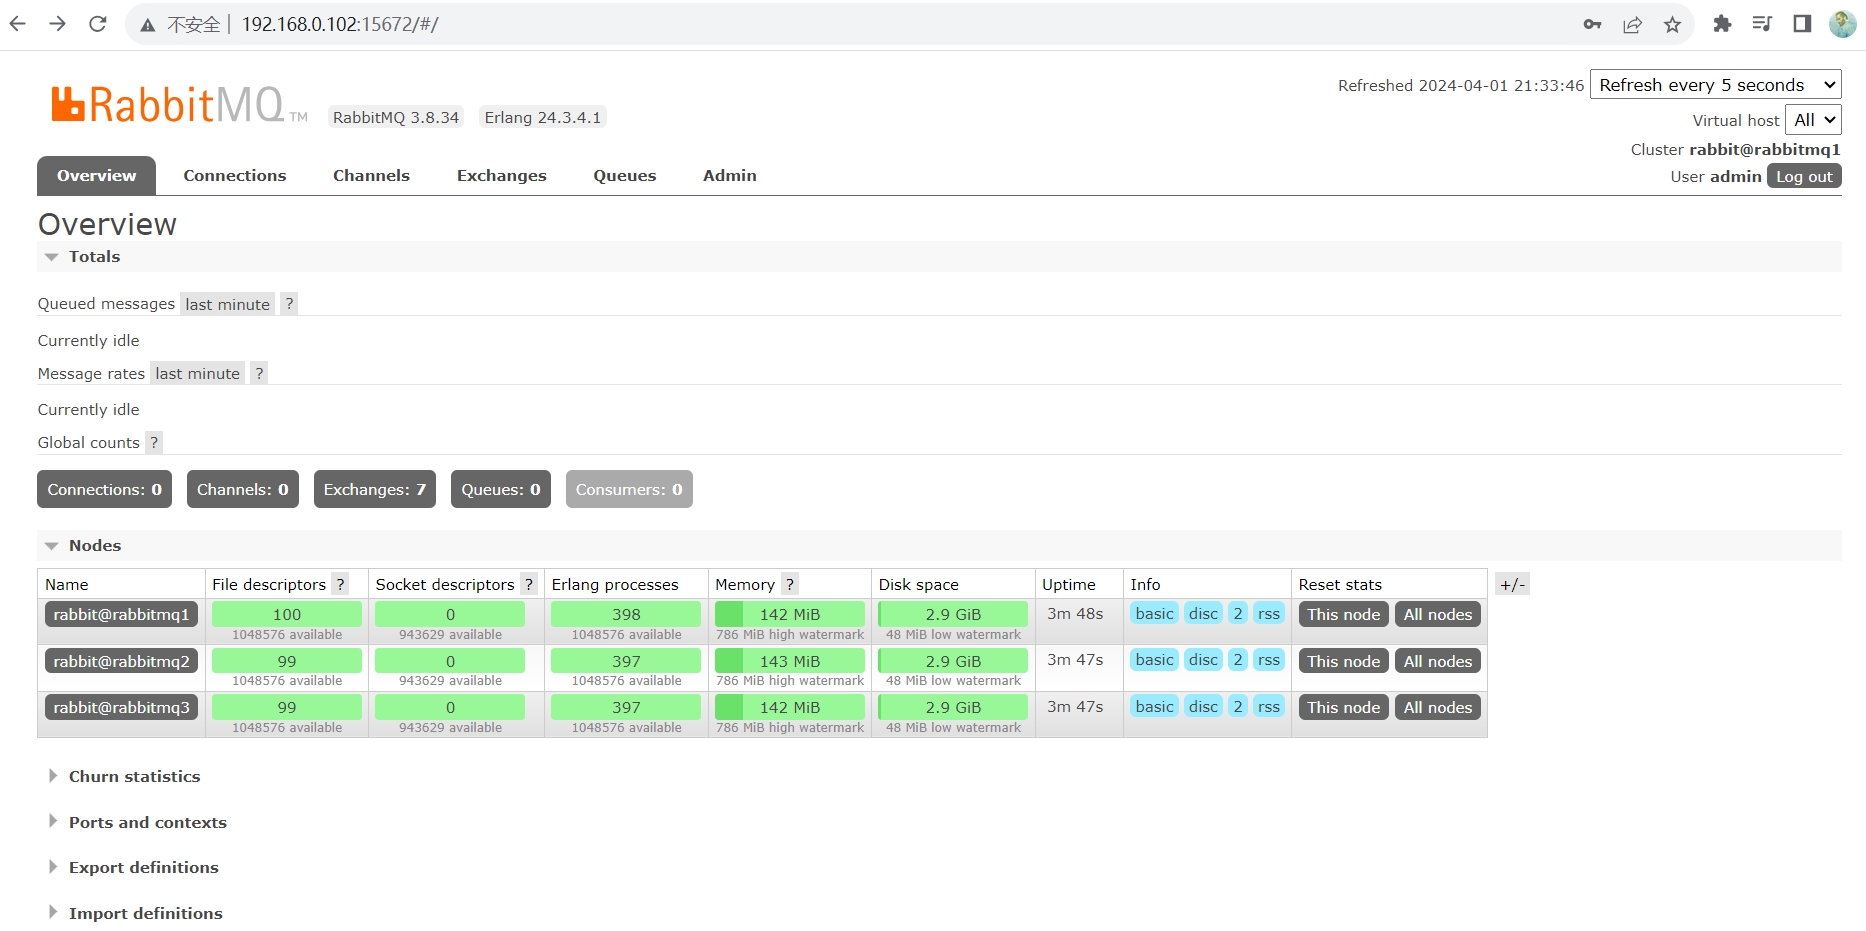 不安全 | 192.168.0.102:15672/#/
Refreshed 2024-04-01 21:33:46 Refresh every 5 seconds
RabbitMQ TM RabbitMQ 3.8.34 Erlang 24.3.4.1
Virtual host All
Cluster rabbit@rabbitmq1
User admin Log out
Overview Connections Channels Exchanges Queues Admin
Overview
Totals
Queued messages last minute ?
Currently idle
Message rates last minute ?
Currently idle
Global counts ?
Connections: 0 Channels: 0 Exchanges: 7 Queues: 0 Consumers: 0
Nodes
Name File descriptors ? Socket descriptors ? Erlang processes Memory ? Disk space Uptime Info Reset stats +/-
rabbit@rabbitmq1 100 0 398 142 MiB 2.9 GiB 3m 48s basic disc 2 rss This node All nodes
1048576 available 943629 available 1048576 available 786 MiB high watermark 48 MiB low watermark
rabbit@rabbitmq2 99 0 397 143 MiB 2.9 GiB 3m 47s basic disc 2 rss This node All nodes
1048576 available 943629 available 1048576 available 786 MiB high watermark 48 MiB low watermark
rabbit@rabbitmq3 99 0 397 142 MiB 2.9 GiB 3m 47s basic disc 2 rss This node All nodes
1048576 available 943629 available 1048576 available 786 MiB high watermark 48 MiB low watermark
Churn statistics
Ports and contexts
Export definitions
Import definitions